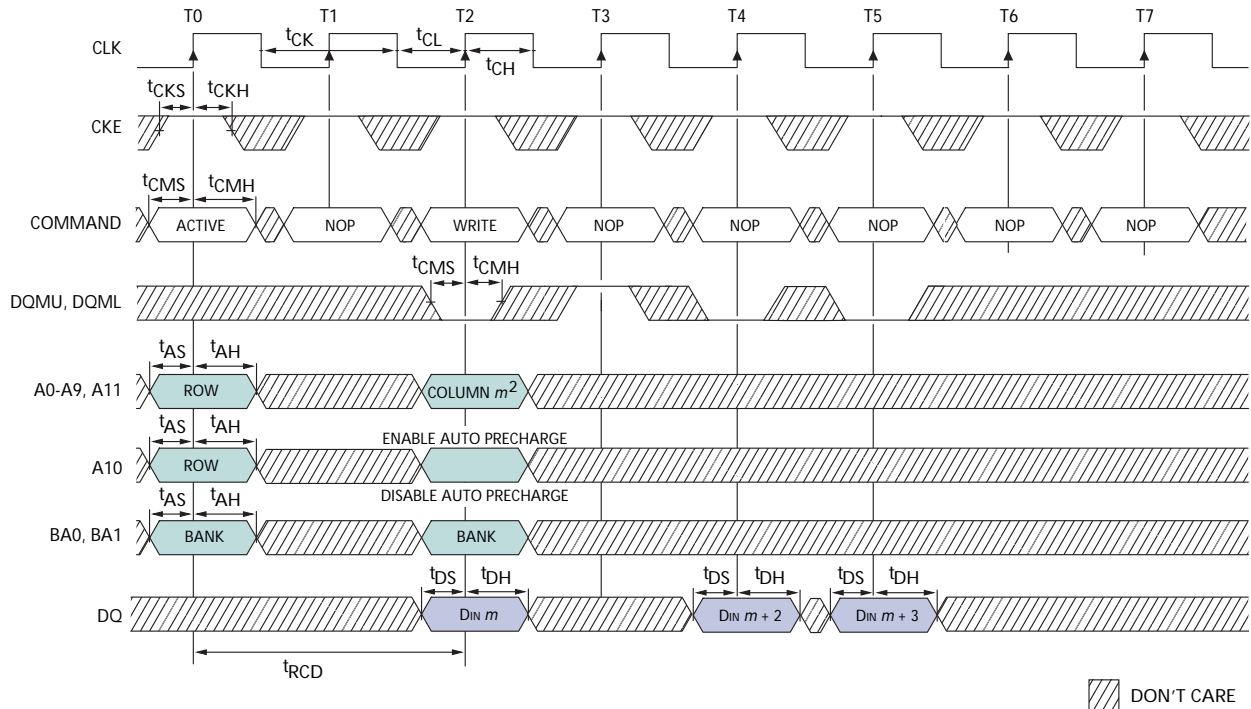 T0 T1 T2 T3 T4 T5 T6 T7
CLK
tCK tCL
tCH
tCKS tCKH
CKE
tCMS tCMH
COMMAND ACTIVE NOP WRITE NOP NOP NOP NOP NOP
tCMS tCMH
DQMU, DQML
tAS tAH
A0-A9, A11 ROW COLUMN m2
tAS tAH ENABLE AUTO PRECHARGE
A10 ROW
tAS tAH DISABLE AUTO PRECHARGE
BA0, BA1 BANK BANK
tDS tDH tDS tDH tDS tDH
DQ DIN m DIN m + 2 DIN m + 3
tRCD
DON'T CARE